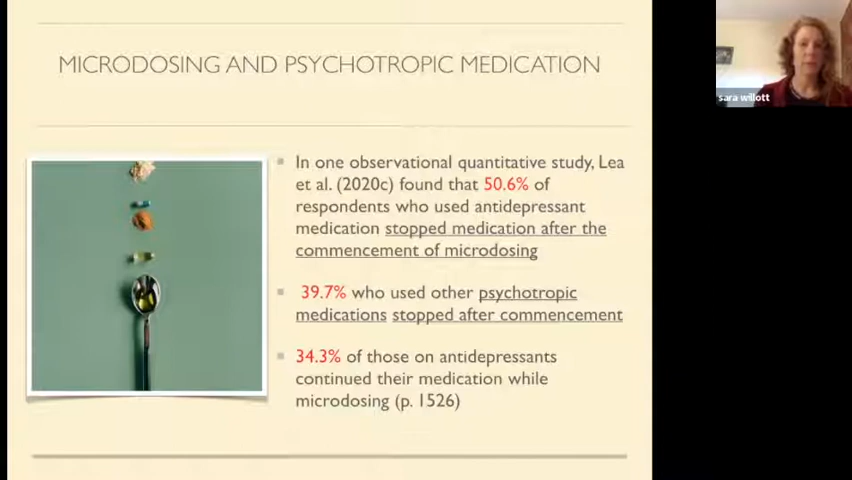 MICRODOSING AND PSYCHOTROPIC MEDICATION
In one observational quantitative study, Lea
et al. (2020c) found that 50.6% of
respondents who used antidepressant
medication stopped medication after the
commencement of microdosing
39.7% who used other psychotropic
medications stopped after commencement
34.3% of those on antidepressants
continued their medication while
microdosing (p. 1526)
sara willott